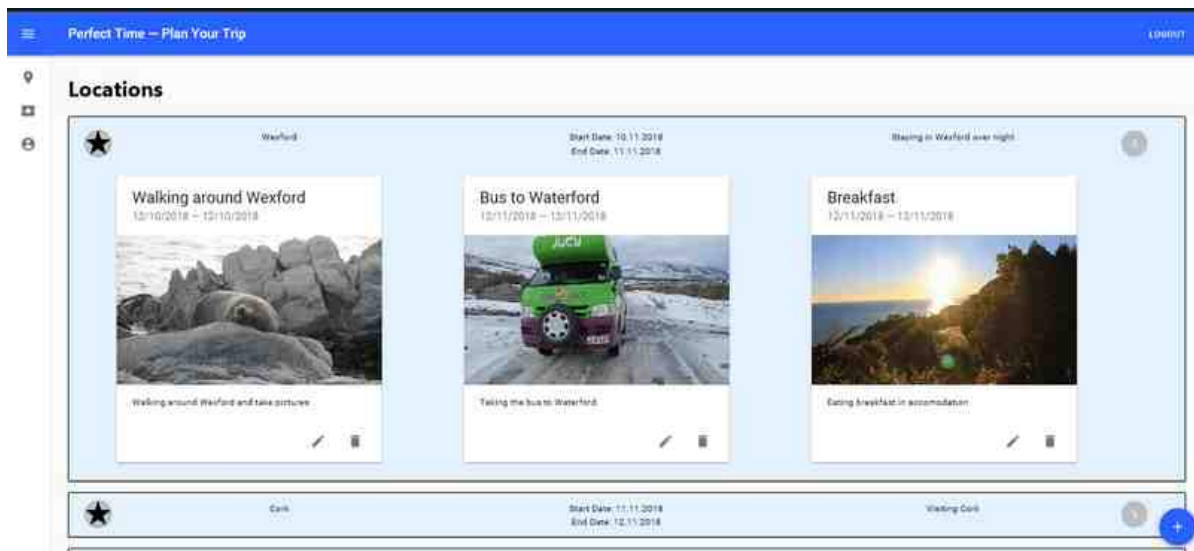 Perfect Time — Plan Your Trip
LOGOUT
Locations
Wexford
Start Date: 10.11.2018
End Date: 11.11.2018
Staying in Wexford over night
Walking around Wexford
12/10/2018 — 12/10/2018
Walking around Wexford and take pictures
Bus to Waterford
12/11/2018 — 12/11/2018
JUCY
Taking the bus to Waterford
Breakfast
12/11/2018 — 12/11/2018
Eating breakfast in accomodation
Cork
Start Date: 11.11.2018
End Date: 12.11.2018
Visiting Cork
+